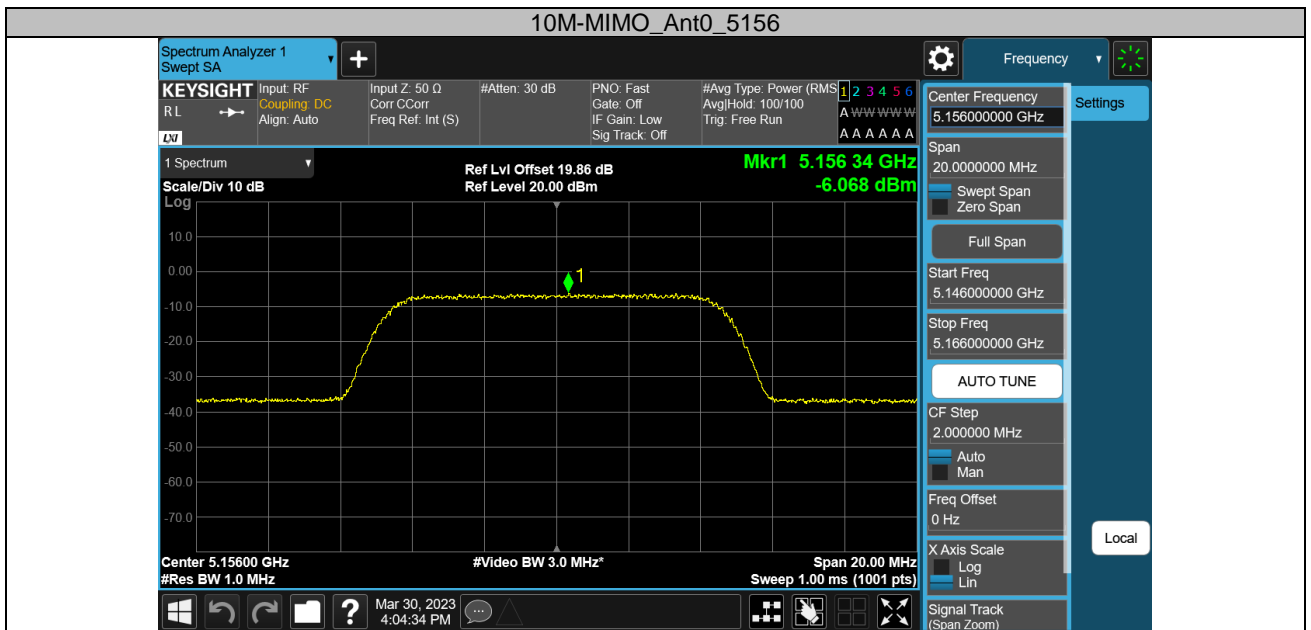 10M-MIMO_Ant0_5156
Spectrum Analyzer 1
Swept SA
+
Frequency
KEYSIGHT
RL
LXI
Input: RF
Coupling: DC
Align: Auto
Input Z: 50 Ω
Corr CCorr
Freq Ref: Int (S)
#Atten: 30 dB
PNO: Fast
Gate: Off
IF Gain: Low
Sig Track: Off
#Avg Type: Power (RMS
Avg|Hold: 100/100
Trig: Free Run
1 2 3 4 5 6
A W W W W W
A A A A A A
1 Spectrum
Scale/Div 10 dB
Log
Ref Lvl Offset 19.86 dB
Ref Level 20.00 dBm
Mkr1 5.156 34 GHz
-6.068 dBm
10.0
0.00
-10.0
-20.0
-30.0
-40.0
-50.0
-60.0
-70.0
1
Center 5.15600 GHz
#Res BW 1.0 MHz
#Video BW 3.0 MHz*
Span 20.00 MHz
Sweep 1.00 ms (1001 pts)
Center Frequency
5.156000000 GHz
Span
20.0000000 MHz
Swept Span
Zero Span
Full Span
Start Freq
5.146000000 GHz
Stop Freq
5.166000000 GHz
AUTO TUNE
CF Step
2.000000 MHz
Auto
Man
Freq Offset
0 Hz
X Axis Scale
Log
Lin
Signal Track
(Span Zoom)
Settings
Local
?
Mar 30, 2023
4:04:34 PM